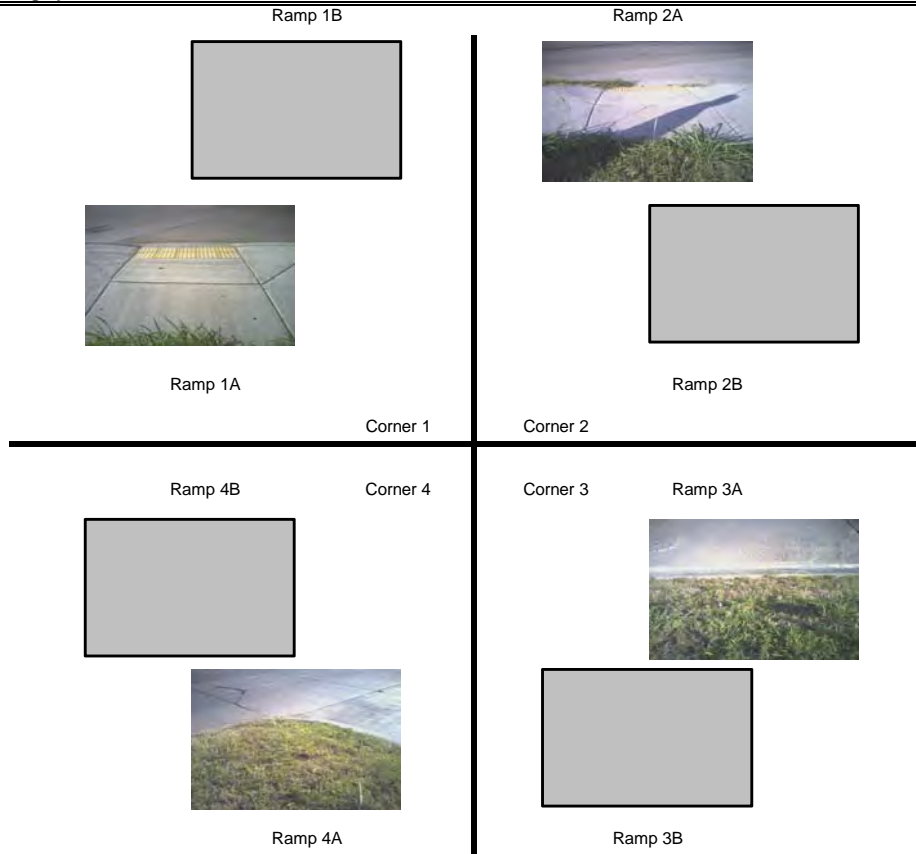 Ramp 1B Ramp 2A
Ramp 1A Ramp 2B
Corner 1 Corner 2
Ramp 4B Corner 4 Corner 3 Ramp 3A
Ramp 4A Ramp 3B